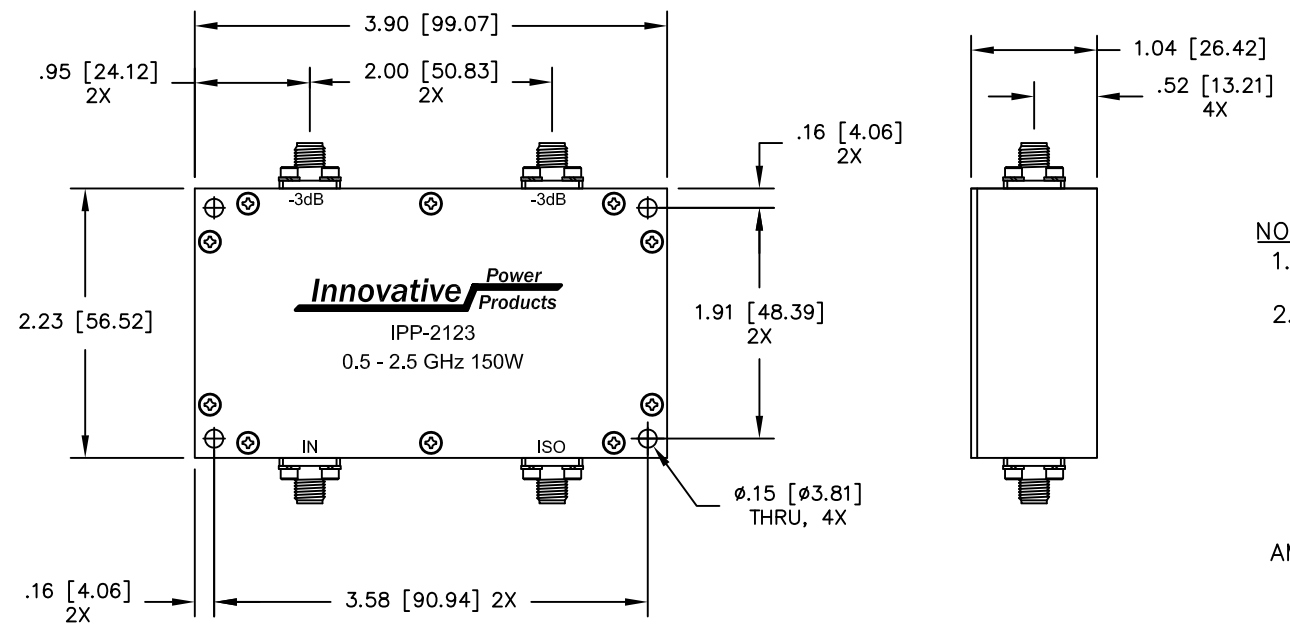 3.90 [99.07]
.95 [24.12]
2X
2.00 [50.83]
2X
1.04 [26.42]
.52 [13.21]
4X
.16 [4.06]
2X
-3dB
-3dB
Innovative Power Products
IPP-2123
0.5 - 2.5 GHz 150W
2.23 [56.52]
1.91 [48.39]
2X
IN
ISO
ø.15 [ø3.81]
THRU, 4X
.16 [4.06]
2X
3.58 [90.94] 2X
1.
2.